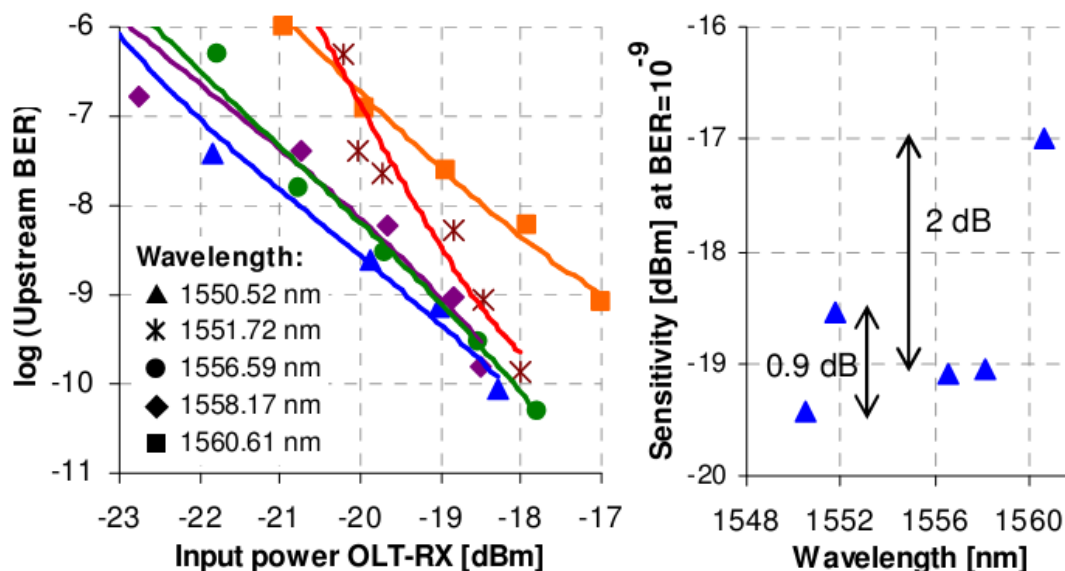 log (Upstream BER)
-6
-7
-8
-9
-10
-11
Wavelength:
1550.52 nm
1551.72 nm
1556.59 nm
1558.17 nm
1560.61 nm
-23 -22 -21 -20 -19 -18 -17
Input power OLT-RX [dBm]
Sensitivity [dBm] at BER=10^-9
-16
-17
-18
-19
-20
2 dB
0.9 dB
1548 1552 1556 1560
Wavelength [nm]